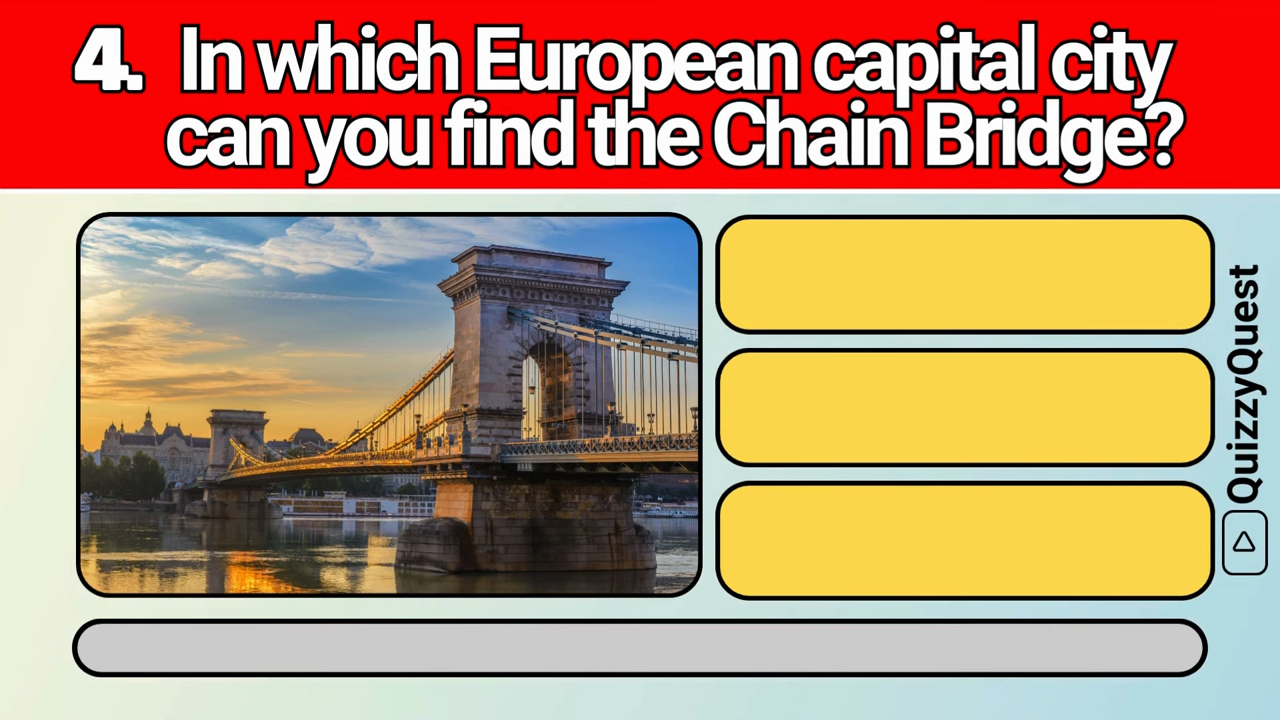 4. In which European capital city
can you find the Chain Bridge?
QuizzyQuest